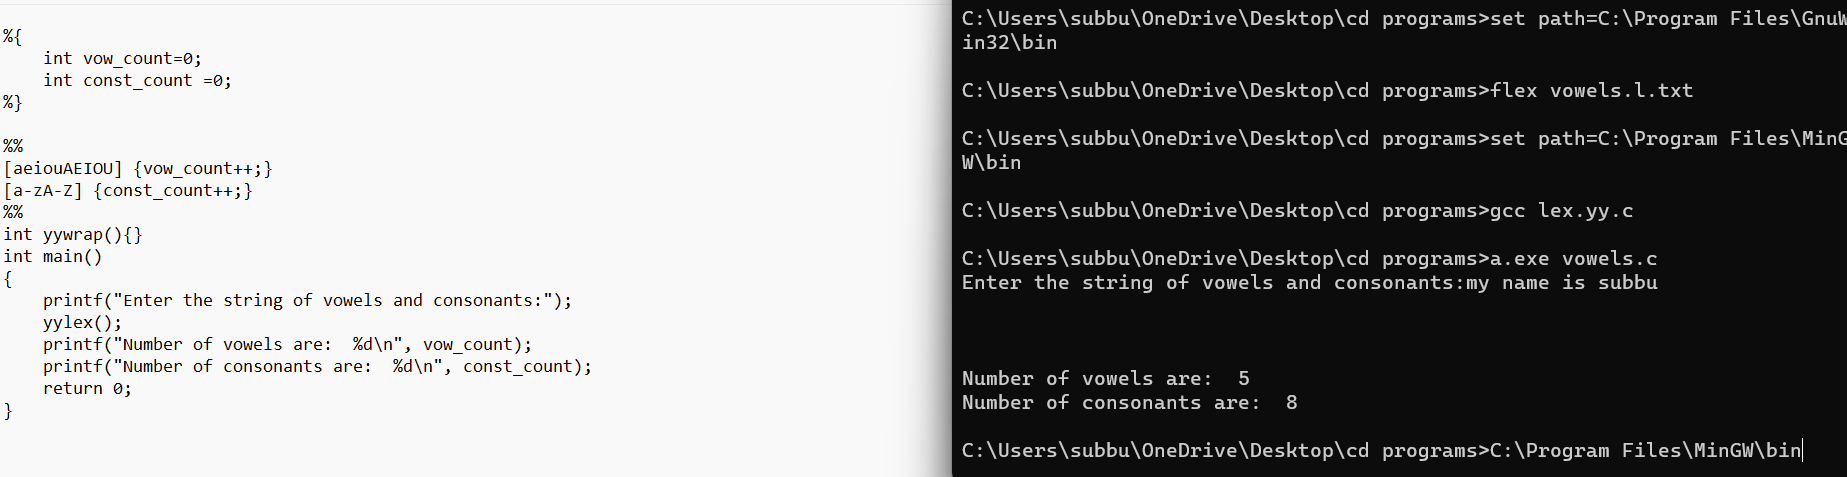 %{
    int vow_count=0;
    int const_count =0;
%}
%%
[aeiouAEIOU] {vow_count++;}
[a-zA-Z] {const_count++;}
%%
int yywrap(){}
int main()
{
    printf("Enter the string of vowels and consonants:");
    yylex();
    printf("Number of vowels are:  %d\n", vow_count);
    printf("Number of consonants are:  %d\n", const_count);
    return 0;
}
C:\Users\subbu\OneDrive\Desktop\cd programs>set path=C:\Program Files\GnuW
in32\bin
C:\Users\subbu\OneDrive\Desktop\cd programs>flex vowels.l.txt
C:\Users\subbu\OneDrive\Desktop\cd programs>set path=C:\Program Files\MinG
W\bin
C:\Users\subbu\OneDrive\Desktop\cd programs>gcc lex.yy.c
C:\Users\subbu\OneDrive\Desktop\cd programs>a.exe vowels.c
Enter the string of vowels and consonants:my name is subbu
Number of vowels are:  5
Number of consonants are:  8
C:\Users\subbu\OneDrive\Desktop\cd programs>C:\Program Files\MinGW\bin